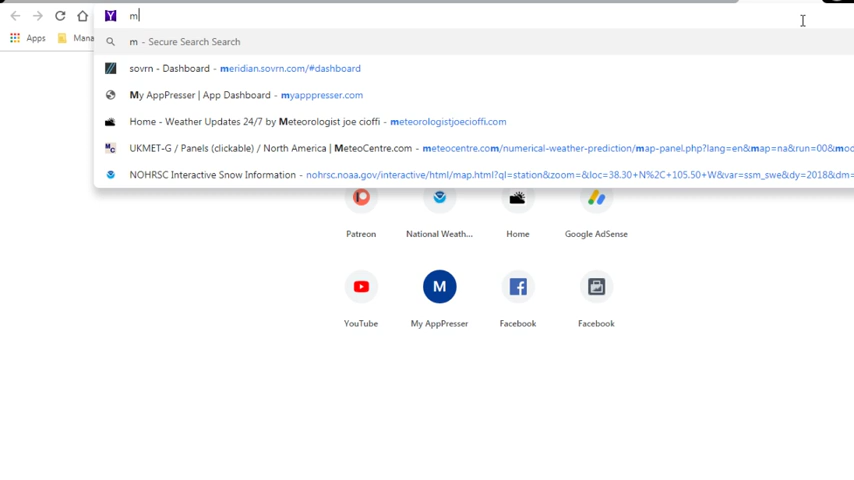 Y m
Apps Mana
m - Secure Search Search
sovrn - Dashboard - meridian.sovrn.com/#dashboard
My AppPresser | App Dashboard - myapppresser.com
Home - Weather Updates 24/7 by Meteorologist joe cioffi - meteorologistjoecioffi.com
UKMET-G / Panels (clickable) / North America | MeteoCentre.com - meteocentre.com/numerical-weather-prediction/map-panel.php?lang=en&map=na&run=00&mod
NOHRSC Interactive Snow Information - nohrsc.noaa.gov/interactive/html/map.html?ql=station&zoom=&loc=38.30+N%2C+105.50+W&var=ssm_swe&dy=2018&dm=
Patreon National Weath... Home Google AdSense
M
YouTube My AppPresser Facebook Facebook